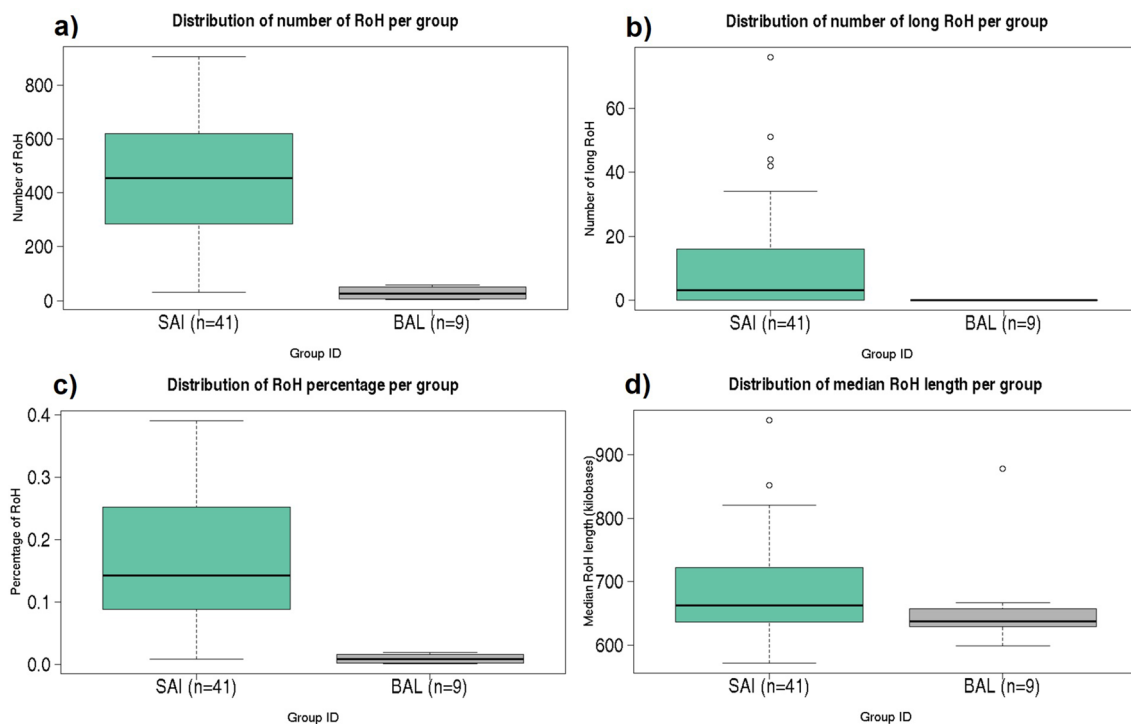 a)
Distribution of number of RoH per group
Number of RoH
800
600
400
200
0
SAI (n=41)
BAL (n=9)
Group ID
b)
Distribution of number of long RoH per group
Number of long RoH
60
40
20
0
SAI (n=41)
BAL (n=9)
Group ID
c)
Distribution of RoH percentage per group
Percentage of RoH
0.4
0.3
0.2
0.1
0.0
SAI (n=41)
BAL (n=9)
Group ID
d)
Distribution of median RoH length per group
Median RoH length (kilobases)
900
800
700
600
SAI (n=41)
BAL (n=9)
Group ID